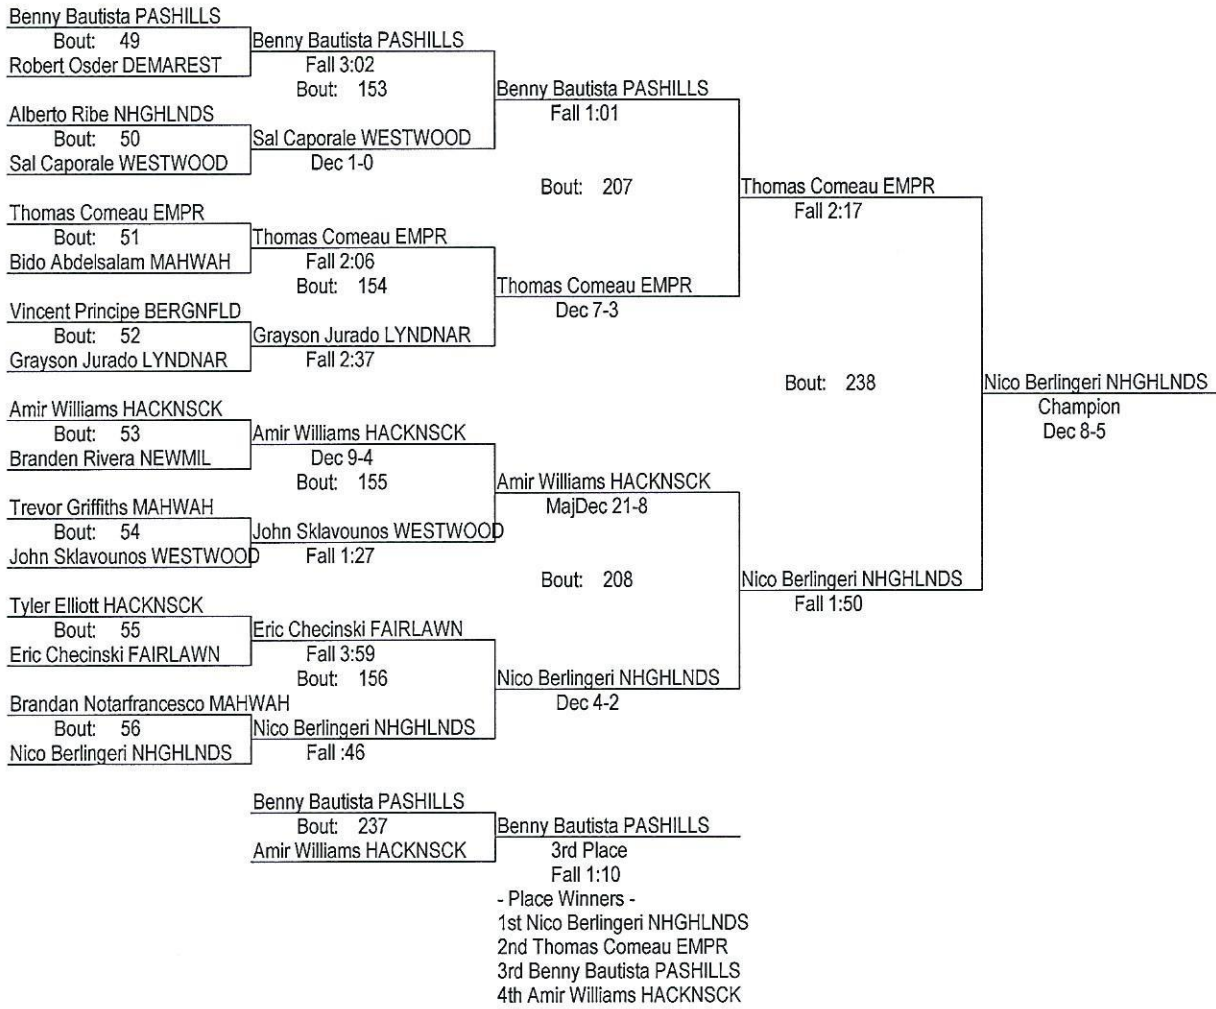 Benny Bautista PASHILLS
Bout: 49
Robert Osder DEMAREST
Benny Bautista PASHILLS
Fall 3:02
Bout: 153
Alberto Ribe NHGHLNDS
Bout: 50
Sal Caporale WESTWOOD
Sal Caporale WESTWOOD
Dec 1-0
Benny Bautista PASHILLS
Fall 1:01
Bout: 207
Thomas Comeau EMPR
Bout: 51
Bido Abdelsalam MAHWAH
Thomas Comeau EMPR
Fall 2:06
Bout: 154
Vincent Principe BERGNFLD
Bout: 52
Grayson Jurado LYNDNAR
Grayson Jurado LYNDNAR
Fall 2:37
Thomas Comeau EMPR
Dec 7-3
Thomas Comeau EMPR
Fall 2:17
Bout: 238
Amir Williams HACKNSCK
Bout: 53
Branden Rivera NEWMIL
Amir Williams HACKNSCK
Dec 9-4
Bout: 155
Trevor Griffiths MAHWAH
Bout: 54
John Sklavounos WESTWOOD
John Sklavounos WESTWOOD
Fall 1:27
Amir Williams HACKNSCK
MajDec 21-8
Bout: 208
Tyler Elliott HACKNSCK
Bout: 55
Eric Checinski FAIRLAWN
Eric Checinski FAIRLAWN
Fall 3:59
Bout: 156
Brandan Notarfrancesco MAHWAH
Bout: 56
Nico Berlingeri NHGHLNDS
Nico Berlingeri NHGHLNDS
Fall :46
Nico Berlingeri NHGHLNDS
Dec 4-2
Nico Berlingeri NHGHLNDS
Fall 1:50
Nico Berlingeri NHGHLNDS
Champion
Dec 8-5
Benny Bautista PASHILLS
Bout: 237
Amir Williams HACKNSCK
Benny Bautista PASHILLS
3rd Place
Fall 1:10
- Place Winners -
1st Nico Berlingeri NHGHLNDS
2nd Thomas Comeau EMPR
3rd Benny Bautista PASHILLS
4th Amir Williams HACKNSCK